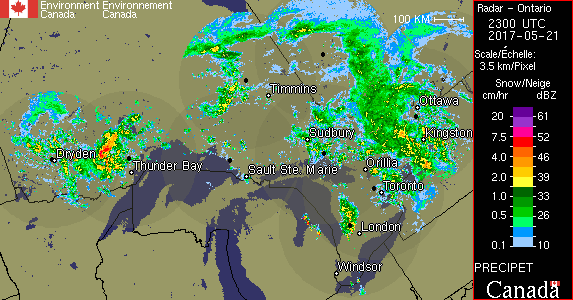 Environment Environnement
Canada Canada
100 KM
Timmins
Ottawa
Sudbury
Kingston
Dryden
Thunder Bay
Sault Ste. Marie
Orillia
Toronto
London
Windsor
Radar - Ontario
2300 UTC
2017-05-21
Scale/Échelle:
3.5 km/Pixel
Snow/Neige
cm/hr dBZ
20 61
7.5 52
4.0 46
2.0 39
1.0 33
0.5 26
0.1 10
PRECIPET
Canada